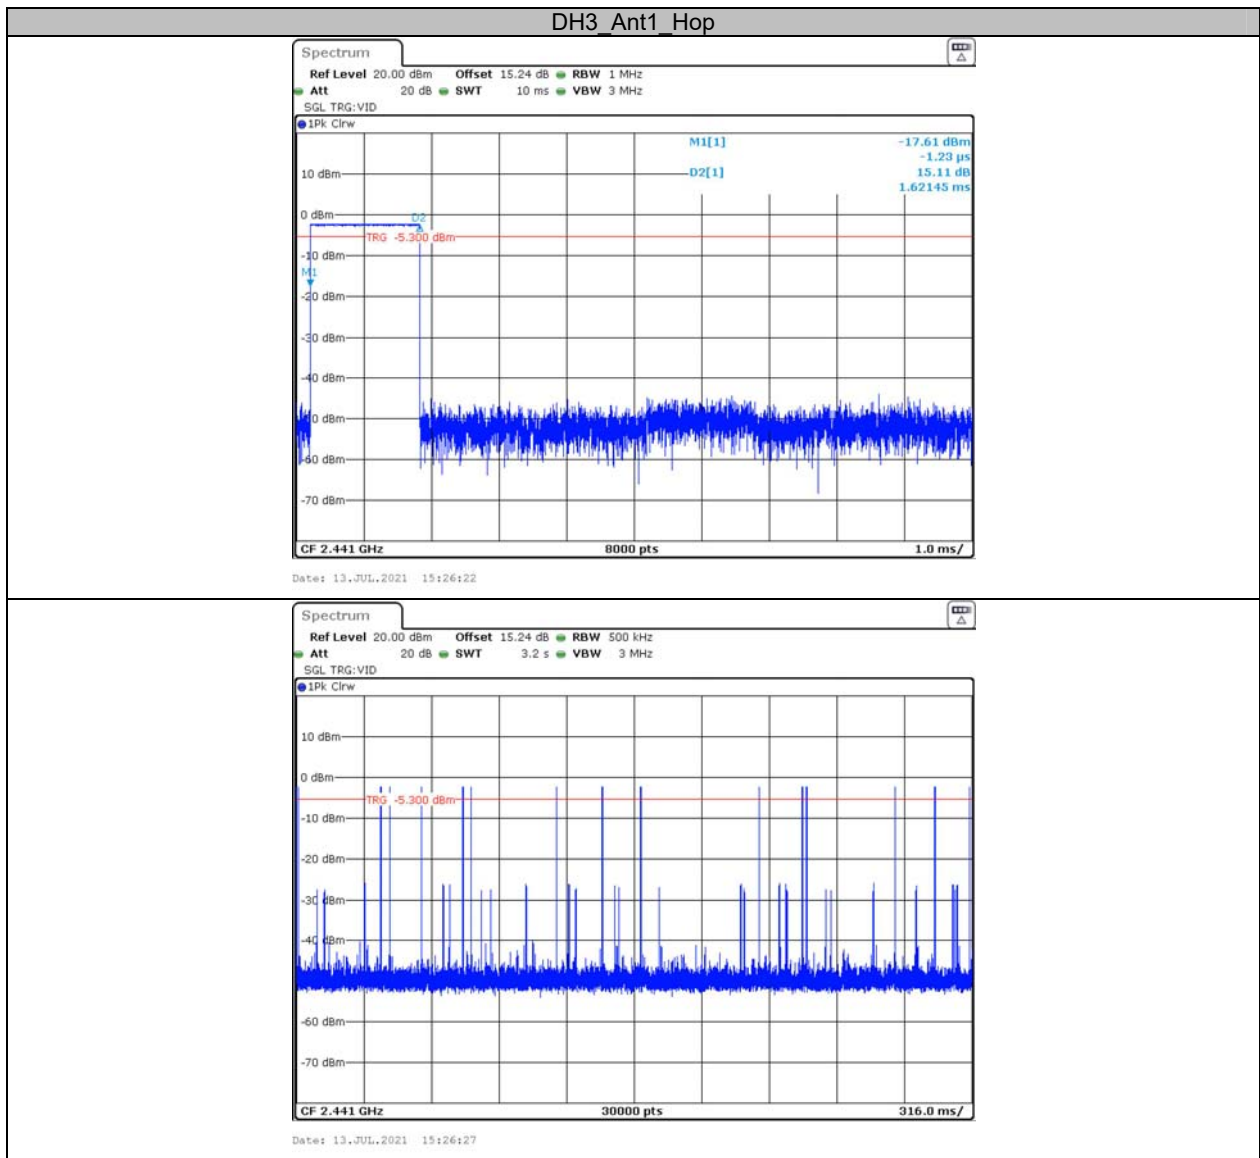 DH3_Ant1_Hop
Spectrum
Ref Level 20.00 dBm Offset 15.24 dB RBW 1 MHz
Att 20 dB SWT 10 ms VBW 3 MHz
SGL TRG:VID
1Pk Clrw
M1[1] -17.61 dBm
-1.23 µs
10 dBm D2[1] 15.11 dB
1.62145 ms
0 dBm D2
TRG -5.300 dBm
-10 dBm
M1
-20 dBm
-30 dBm
-40 dBm
0 dBm
-60 dBm
-70 dBm
CF 2.441 GHz 8000 pts 1.0 ms/
Date: 13.JUL.2021 15:26:22
Spectrum
Ref Level 20.00 dBm Offset 15.24 dB RBW 500 kHz
Att 20 dB SWT 3.2 s VBW 3 MHz
SGL TRG:VID
1Pk Clrw
10 dBm
0 dBm
TRG -5.300 dBm
-10 dBm
-20 dBm
-30 dBm
-40 dBm
-60 dBm
-70 dBm
CF 2.441 GHz 30000 pts 316.0 ms/
Date: 13.JUL.2021 15:26:27